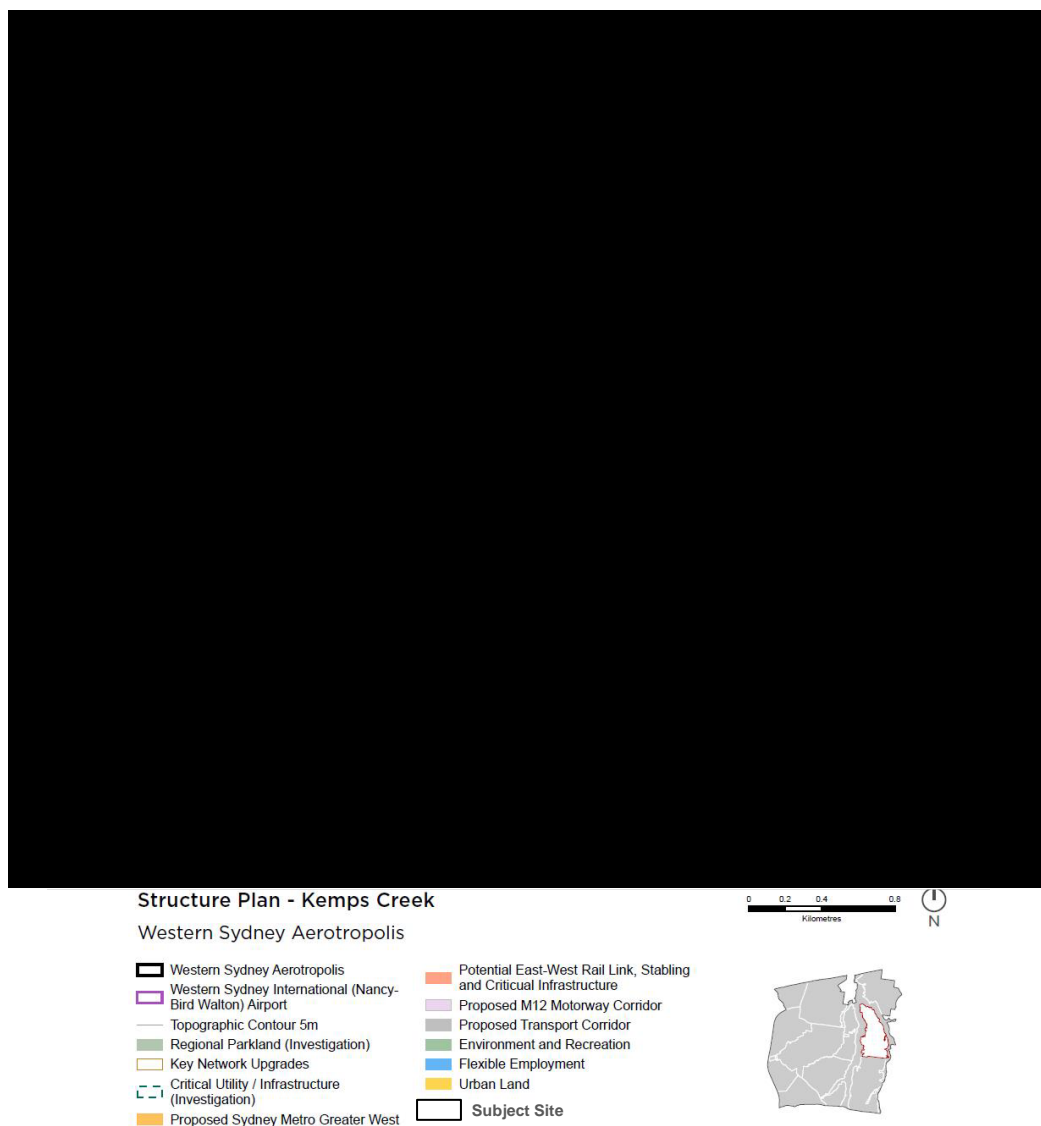 Structure Plan - Kemps Creek
Western Sydney Aerotropolis
0 0.2 0.4 0.8
Kilometres
N
Western Sydney Aerotropolis
Western Sydney International (Nancy-
Bird Walton) Airport
Topographic Contour 5m
Regional Parkland (Investigation)
Key Network Upgrades
Critical Utility / Infrastructure
(Investigation)
Proposed Sydney Metro Greater West
Potential East-West Rail Link, Stabling
and Criticual Infrastructure
Proposed M12 Motorway Corridor
Proposed Transport Corridor
Environment and Recreation
Flexible Employment
Urban Land
Subject Site